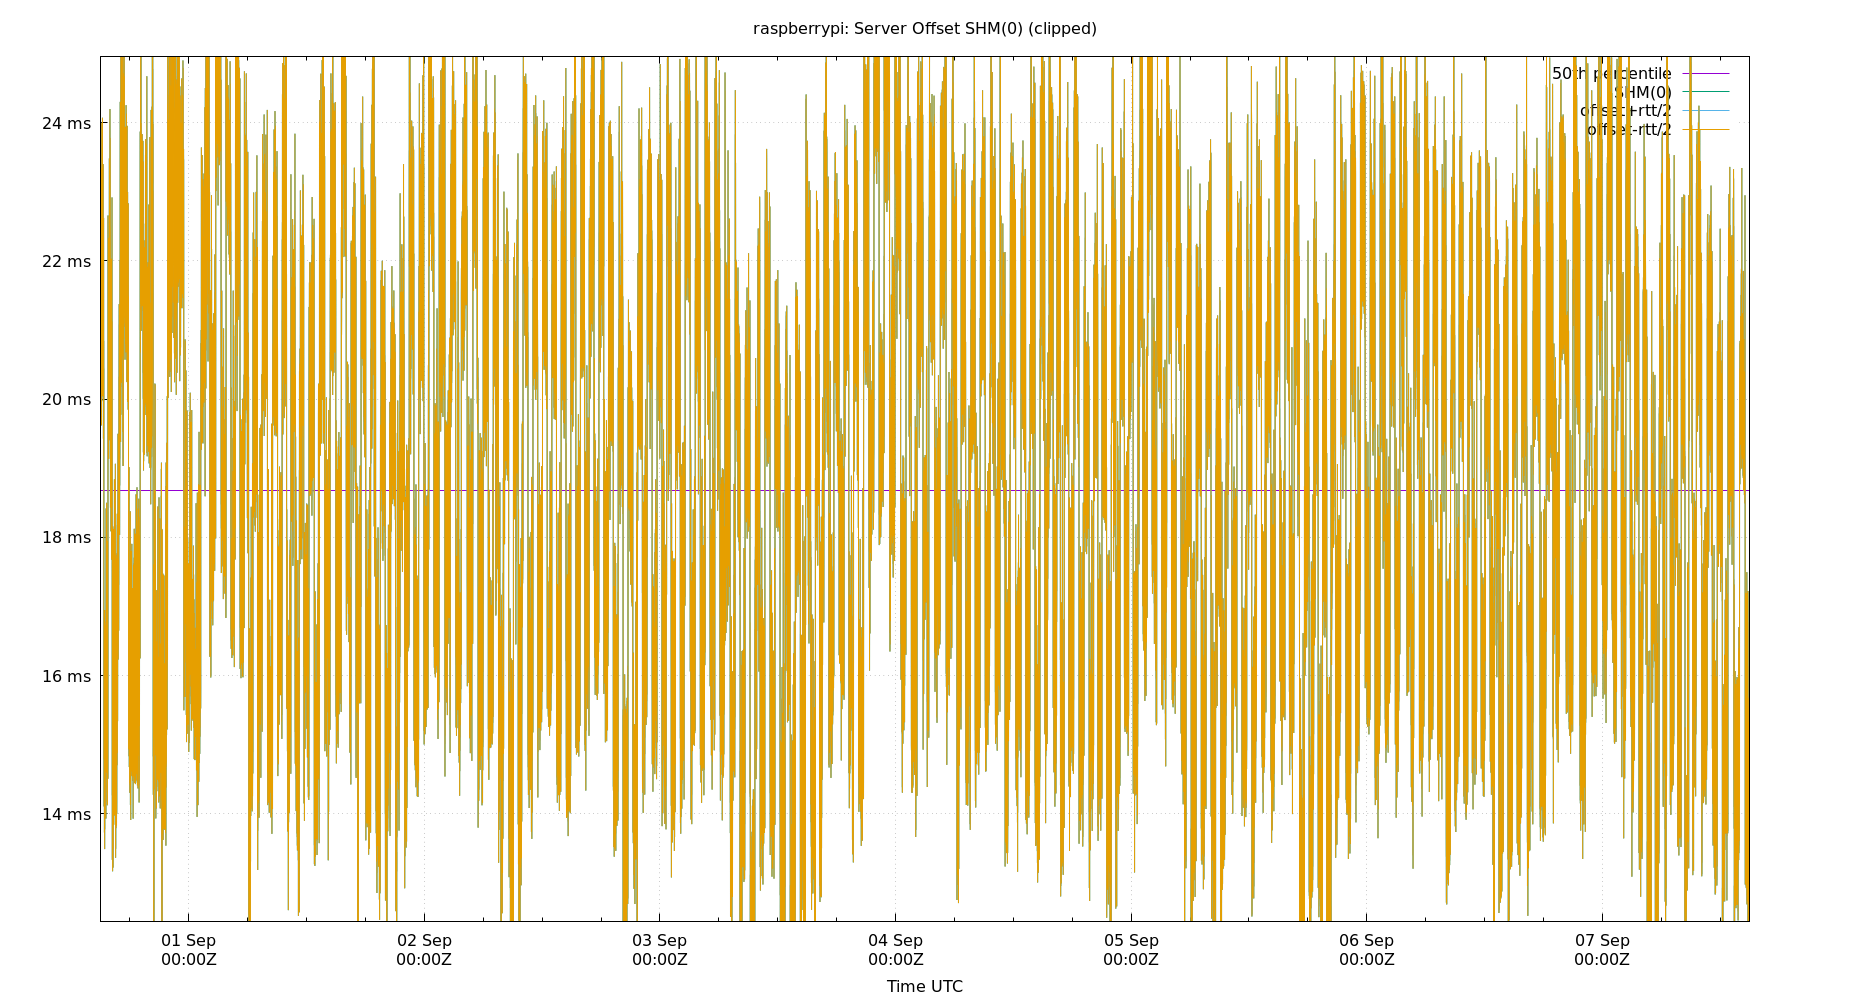 raspberrypi: Server Offset SHM(0) (clipped)
50th percentile
SHM(0)
offset+rtt/2
offset-rtt/2
24 ms
22 ms
20 ms
18 ms
16 ms
14 ms
01 Sep 02 Sep 03 Sep 04 Sep 05 Sep 06 Sep 07 Sep
00:00Z 00:00Z 00:00Z 00:00Z 00:00Z 00:00Z 00:00Z
Time UTC